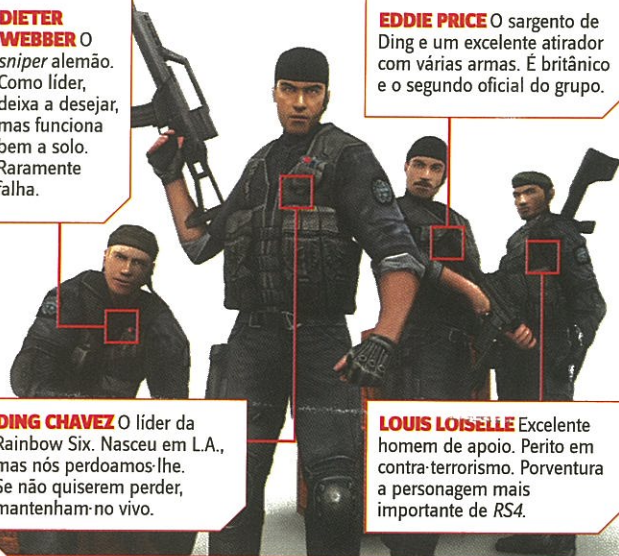 DIETER
WEBBER O
sniper alemão.
Como líder,
deixa a desejar,
mas funciona
bem a solo.
Raramente
falha.
EDDIE PRICE O sargento de
Ding e um excelente atirador
com várias armas. É britânico
e o segundo oficial do grupo.
DING CHAVEZ O líder da
Rainbow Six. Nasceu em L.A.,
mas nós perdoamos-lhe.
Se não quiserem perder,
mantenham-no vivo.
LOUIS LOISELLE Excelente
homem de apoio. Perito em
contra-terrorismo. Porventura
a personagem mais
importante de RS4.